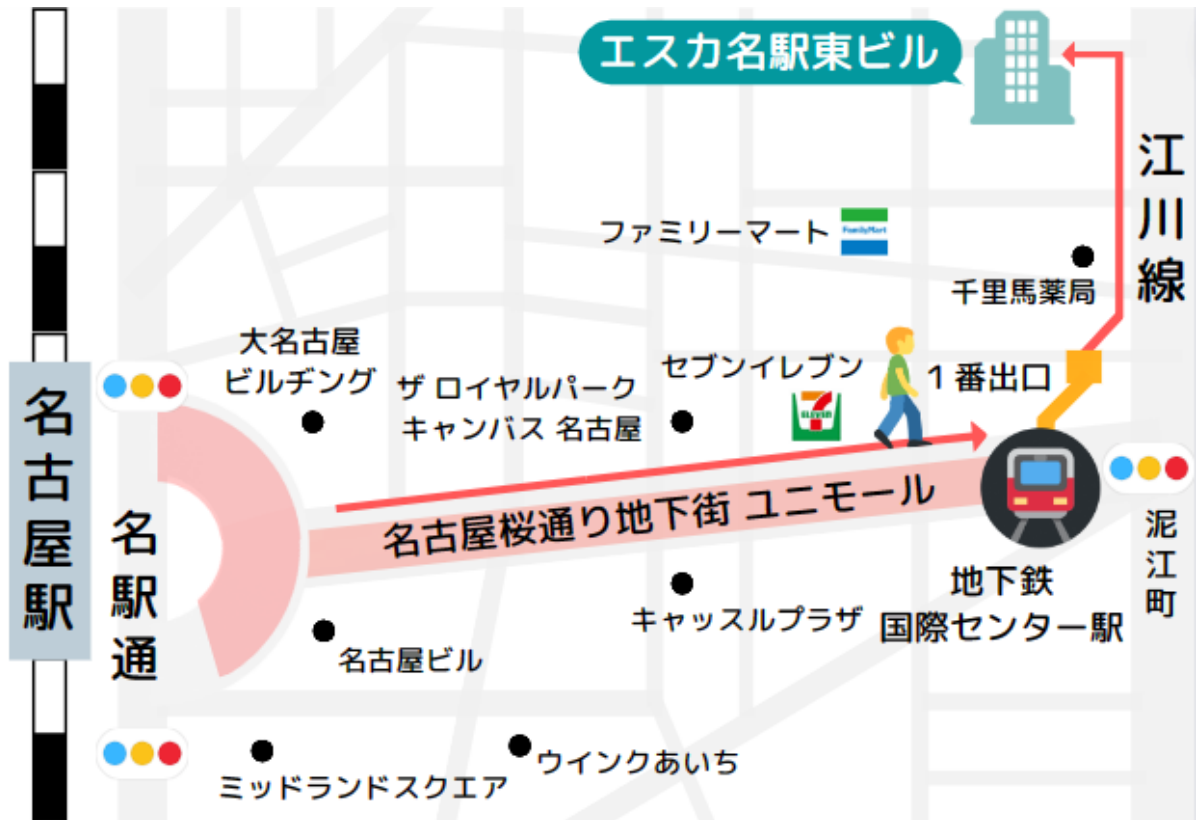 エスカ名駅東ビル
江川線
ファミリーマート
FamilyMart
千里馬薬局
大名古屋
ビルヂング
ザ ロイヤルパーク
キャンバス 名古屋
セブンイレブン
ELEVEN
１番出口
名古屋駅
名駅通
名古屋桜通り地下街 ユニモール
泥江町
地下鉄
国際センター駅
キャッスルプラザ
名古屋ビル
ミッドランドスクエア
ウインクあいち